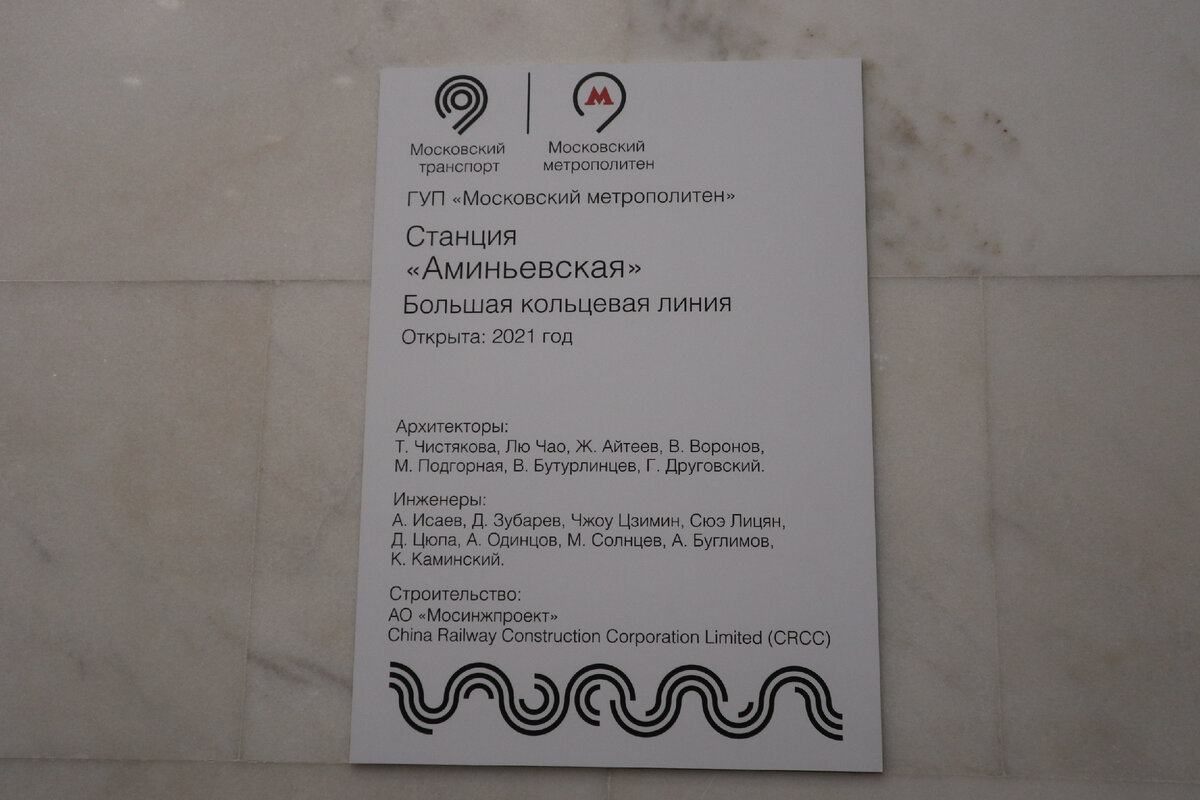 Московский
транспорт
М
Московский
метрополитен
ГУП «Московский метрополитен»
Станция
«Аминьевская»
Большая кольцевая линия
Открыта: 2021 год
Архитекторы:
Т. Чистякова, Лю Чао, Ж. Айтеев, В. Воронов,
М. Подгорная, В. Бутурлинцев, Г. Друговский.
Инженеры:
А. Исаев, Д. Зубарев, Чжоу Цзимин, Сюэ Лицян,
Д. Цюпа, А. Одинцов, М. Солнцев, А. Буглимов,
К. Каминский.
Строительство:
АО «Мосинжпроект»
China Railway Construction Corporation Limited (CRCC)